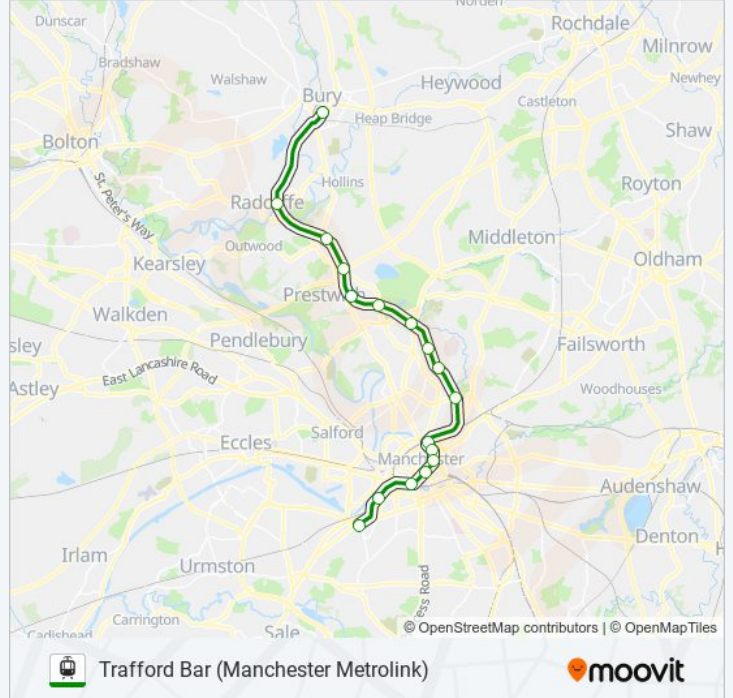 Norden
Dunscar
Rochdale
Milnrow
Bradshaw
Walshaw
Heywood
Newhey
Bury
Castleton
Heap Bridge
Bolton
Shaw
St. Peter's Way
Hollins
Royton
Radcliffe
Middleton
Outwood
Oldham
Kearsley
Prestwich
Walkden
sley
Pendlebury
Failsworth
East Lancashire Road
Astley
Woodhouses
Salford
Eccles
Manchester
Audenshaw
Denton
H
Irlam
Urmston
ess Road
Carrington
Cadishead
Sale
© OpenStreetMap contributors | © OpenMapTiles
Trafford Bar (Manchester Metrolink)
moovit